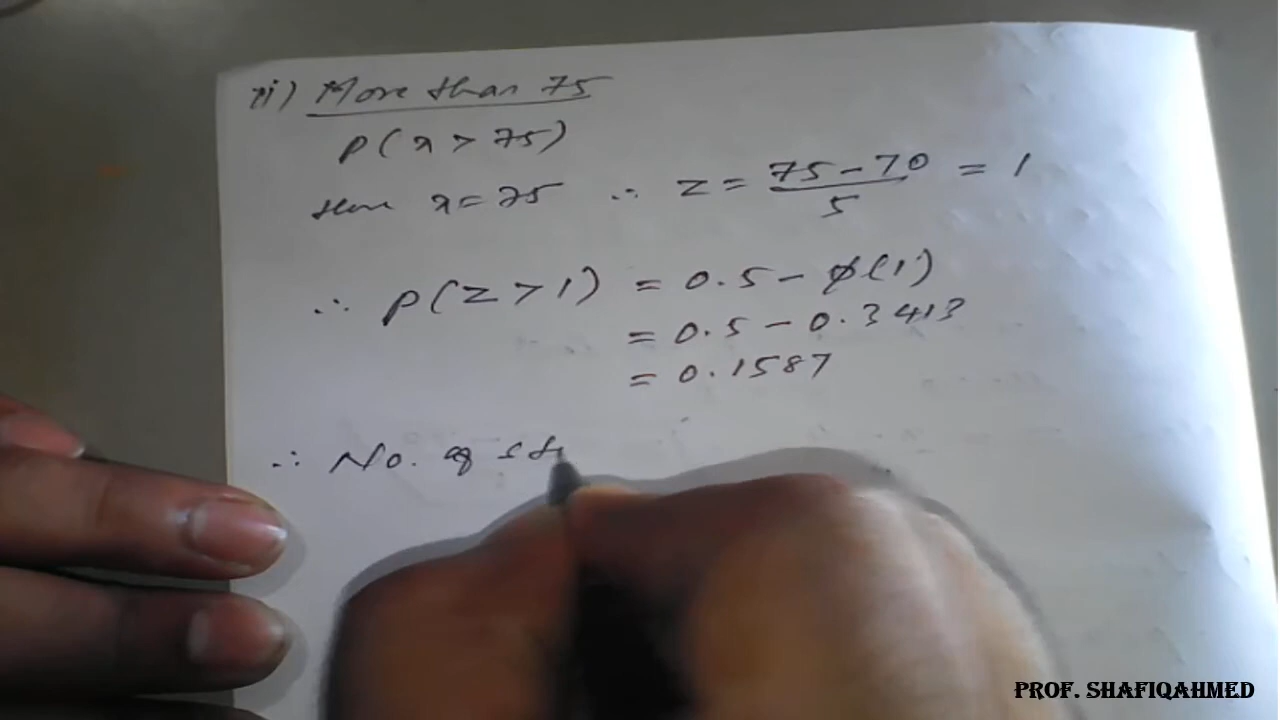 ii) More than 75
P(x > 75)
Here x = 75 ∴ z = 75 - 70 / 5 = 1
∴ P(z > 1) = 0.5 - φ(1)
= 0.5 - 0.3413
= 0.1587
∴ No. of st
PROF. SHAFIQAHMED